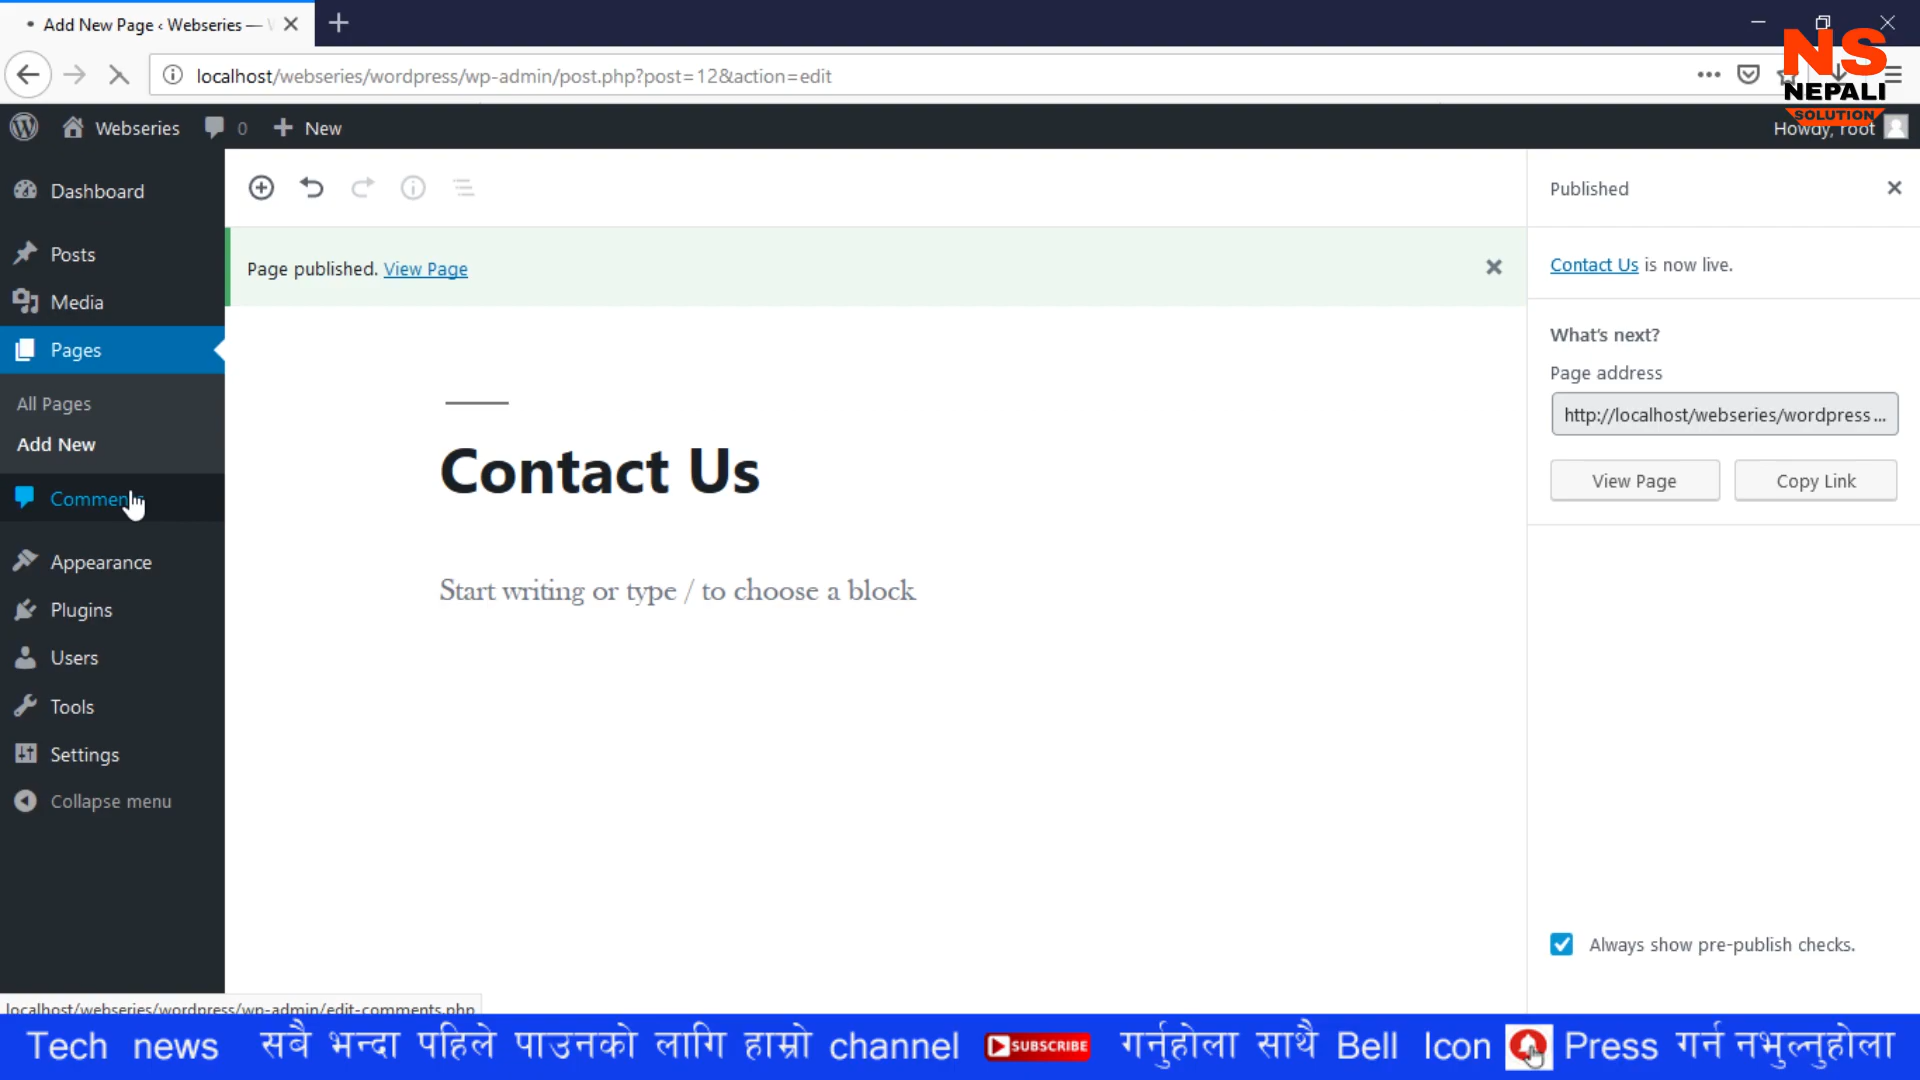 Add New Page ‹ Webseries —
localhost/webseries/wordpress/wp-admin/post.php?post=12&action=edit
NS
NEPALI
SOLUTION
Webseries
0
New
Howdy, root
Dashboard
Posts
Media
Pages
All Pages
Add New
Comments
Appearance
Plugins
Users
Tools
Settings
Collapse menu
Page published. View Page
Contact Us
Start writing or type / to choose a block
Published
Contact Us is now live.
What's next?
Page address
http://localhost/webseries/wordpress ...
View Page
Copy Link
Always show pre-publish checks.
localhost/webseries/wordpress/wp-admin/edit-comments.php
Tech news सबै भन्दा पहिले पाउनको लागि हाम्रो channel SUBSCRIBE गर्नुहोला साथै Bell Icon Press गर्न नभुल्नुहोला